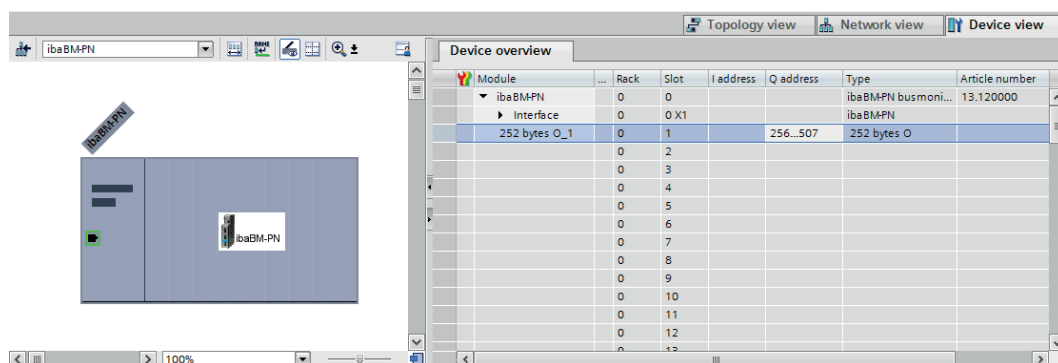 Topology view Network view Device view
ibaBM-PN
Device overview
Module ... Rack Slot I address Q address Type Article number
ibaBM-PN 0 0 ibaBM-PN busmoni... 13.120000
Interface 0 0 X1 ibaBM-PN
252 bytes O_1 0 1 256...507 252 bytes O
0 2
0 3
0 4
0 5
0 6
0 7
0 8
0 9
0 10
0 11
0 12
0 13
ibaBM-PN
ibaBM-PN
100%